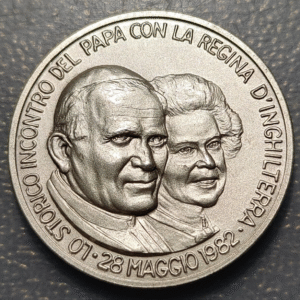 LO STORICO INCONTRO DEL PAPA CON LA REGINA D'INGHILTERRA · 28 MAGGIO 1982 ·